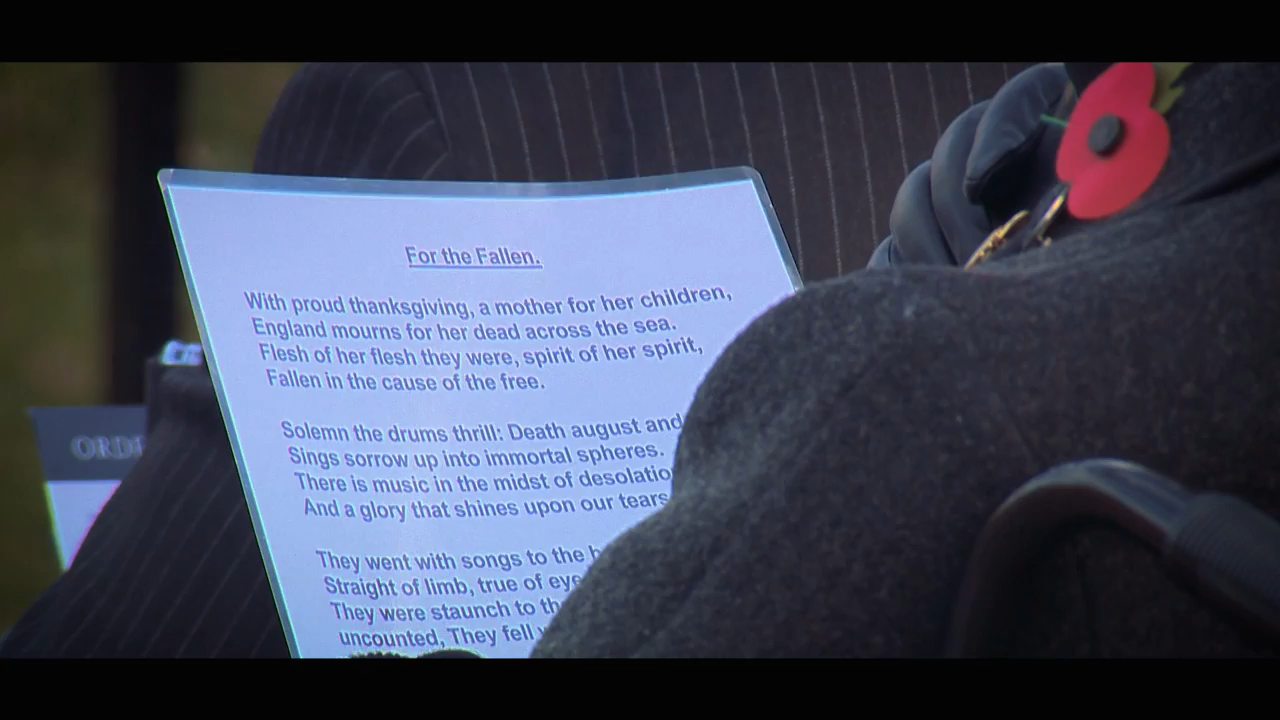 For the Fallen.
With proud thanksgiving, a mother for her children,
England mourns for her dead across the sea.
Flesh of her flesh they were, spirit of her spirit,
Fallen in the cause of the free.
Solemn the drums thrill: Death august and
Sings sorrow up into immortal spheres.
There is music in the midst of
And a glory that shines upon our tears
They went with songs to the
Straight of limb, true of eye
They were staunch to
uncounted, They fell